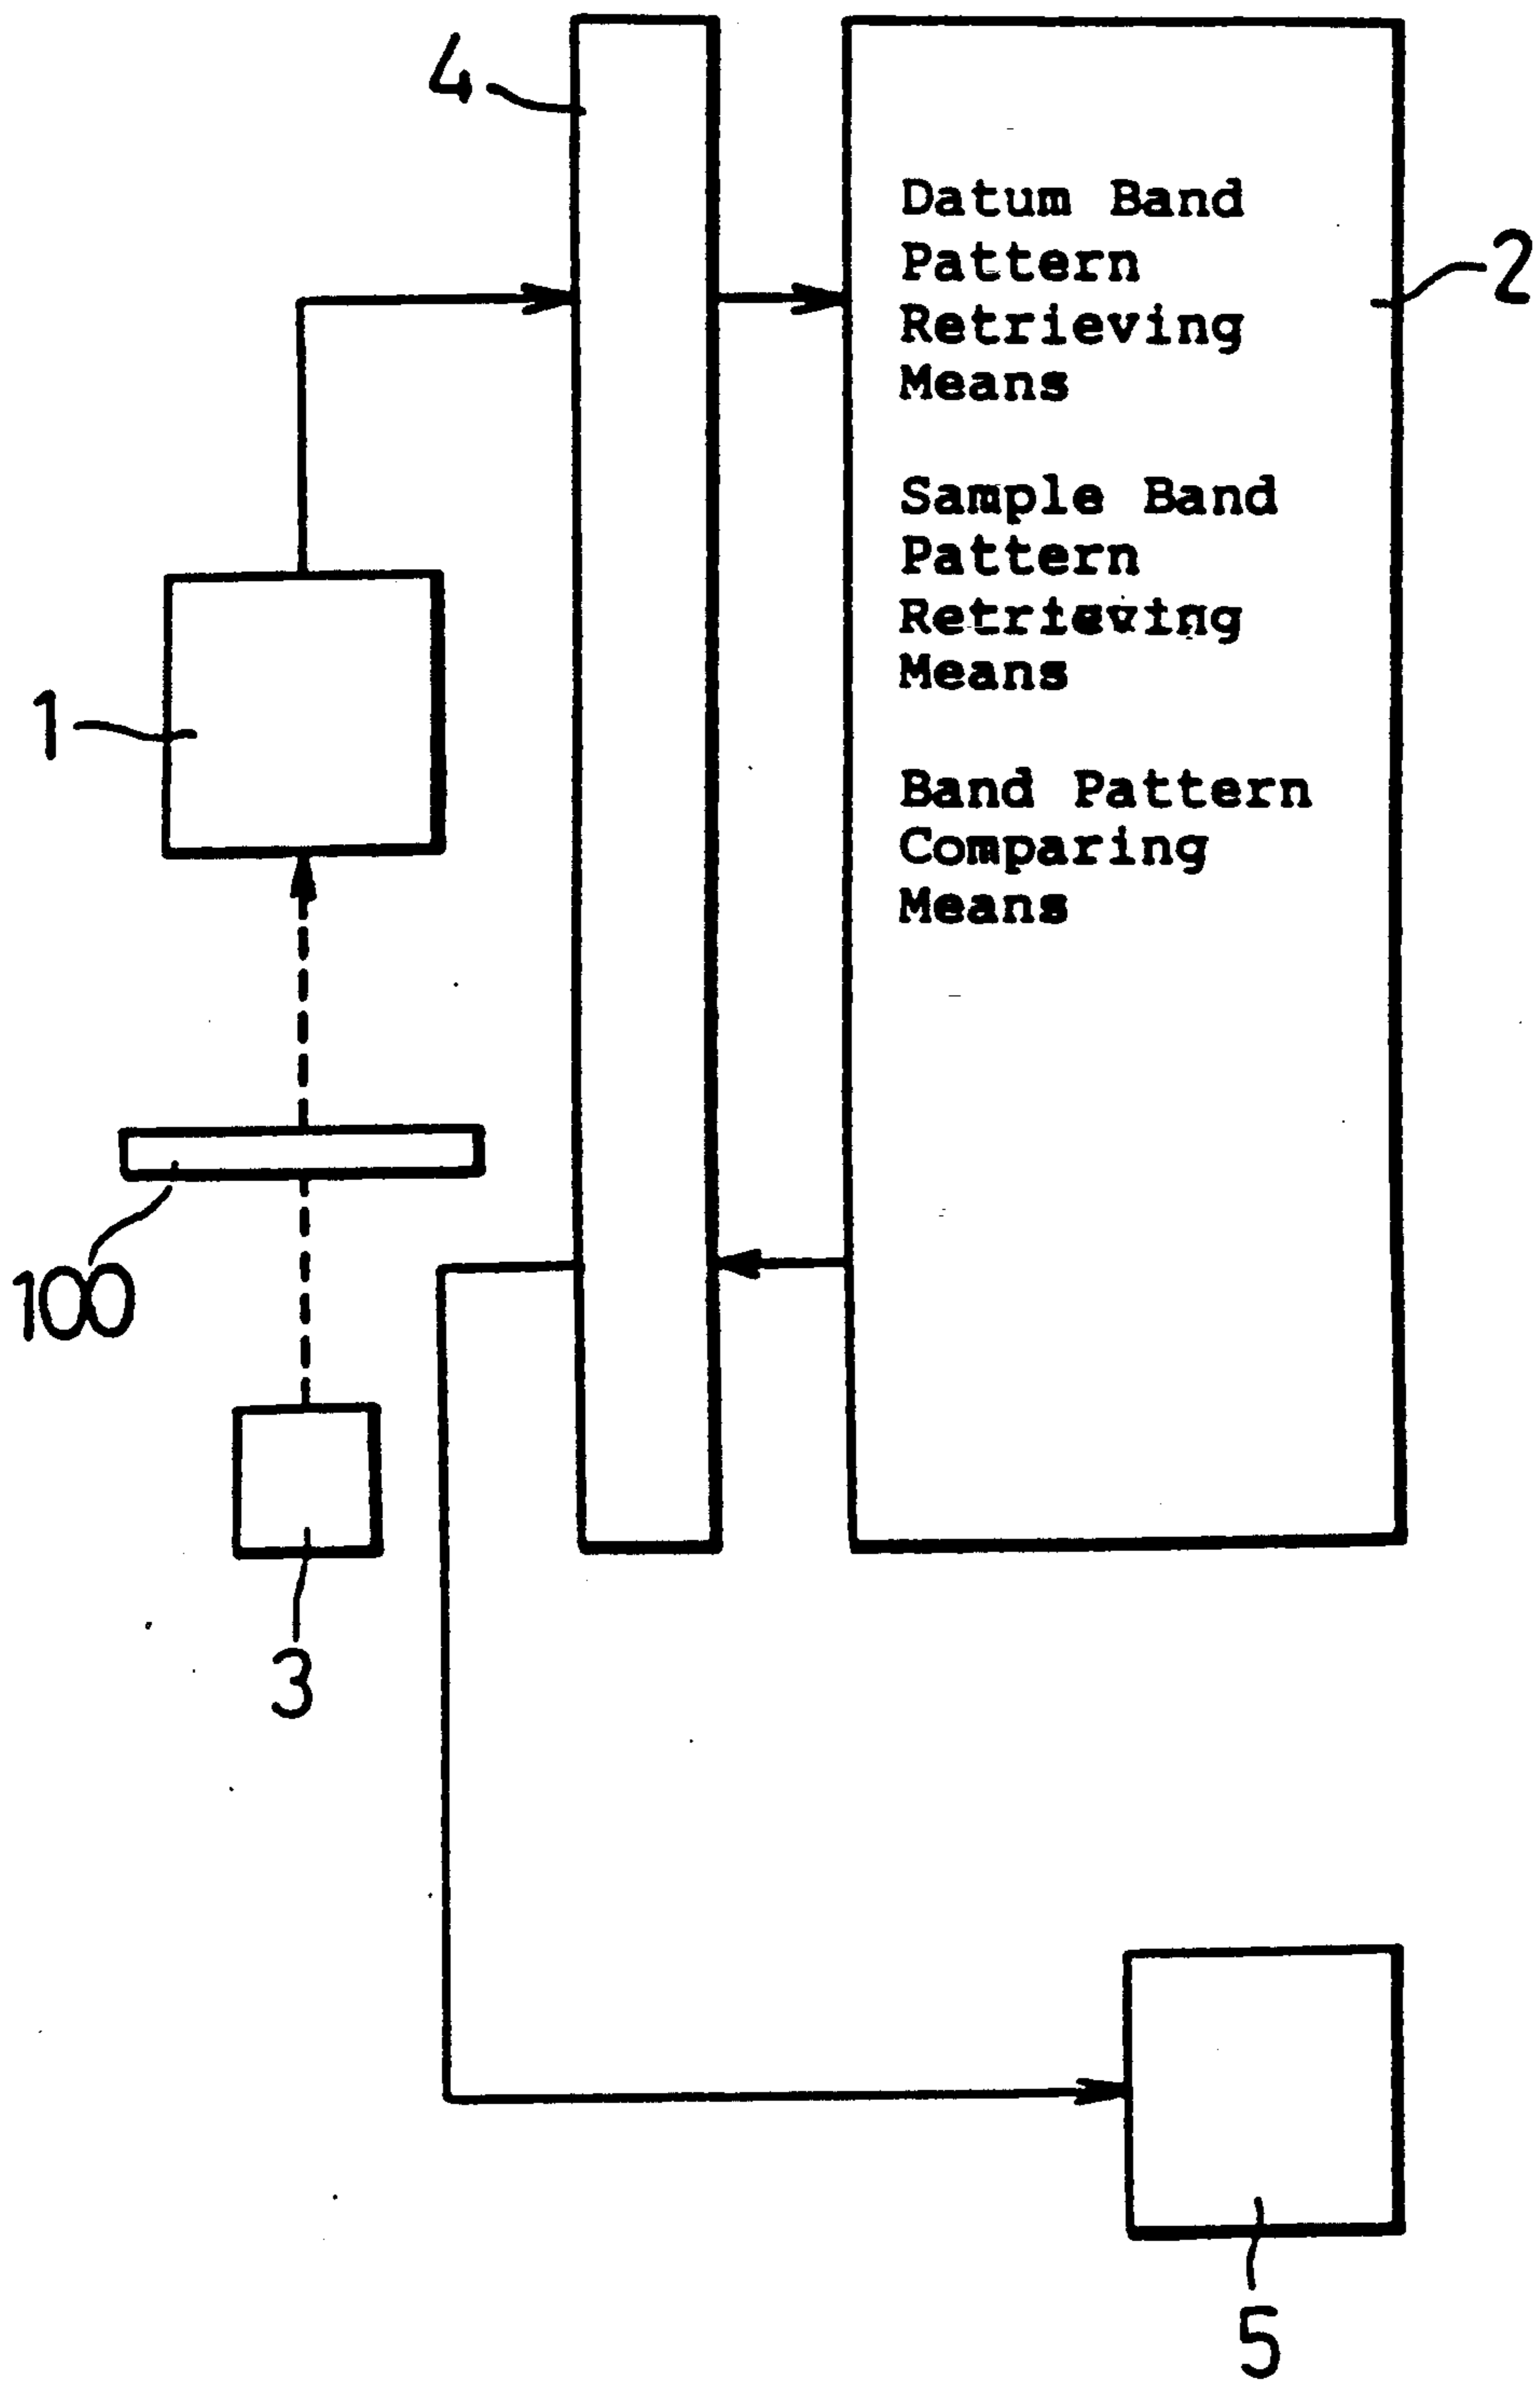 4
Datum Band
Pattern
Retrieving
Means
2
Sample Band
Pattern
Retrieving
Means
1
Band Pattern
Comparing
Means
100
3
5